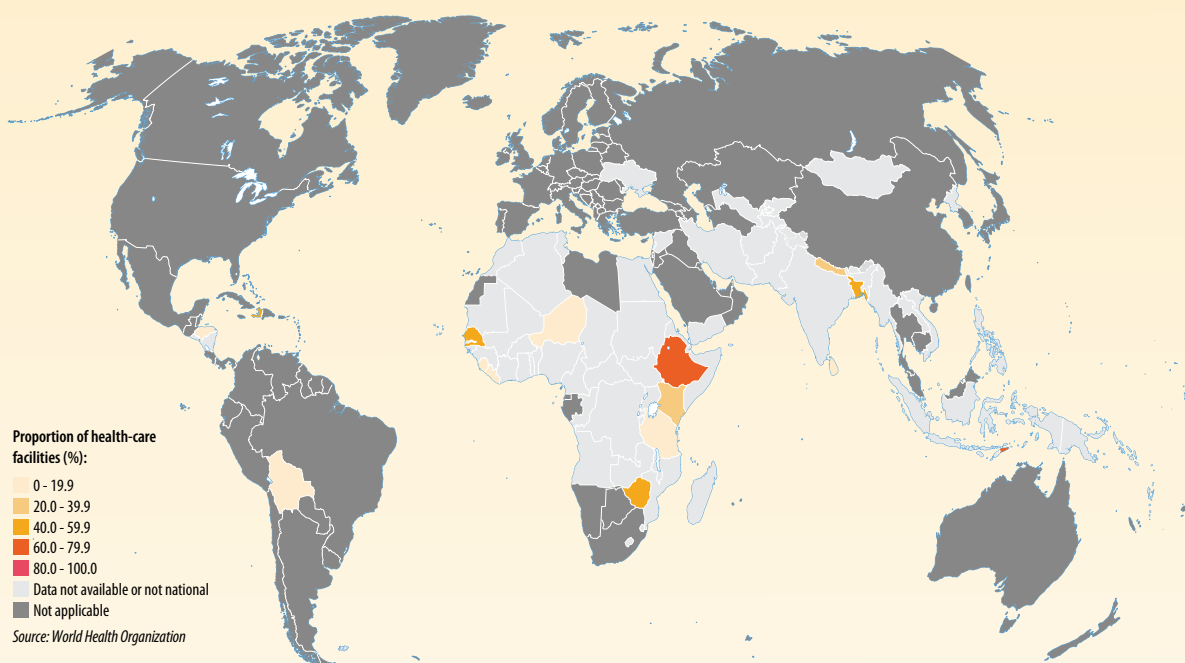 Proportion of health-care
facilities (%):
0 - 19.9
20.0 - 39.9
40.0 - 59.9
60.0 - 79.9
80.0 - 100.0
Data not available or not national
Not applicable
Source: World Health Organization